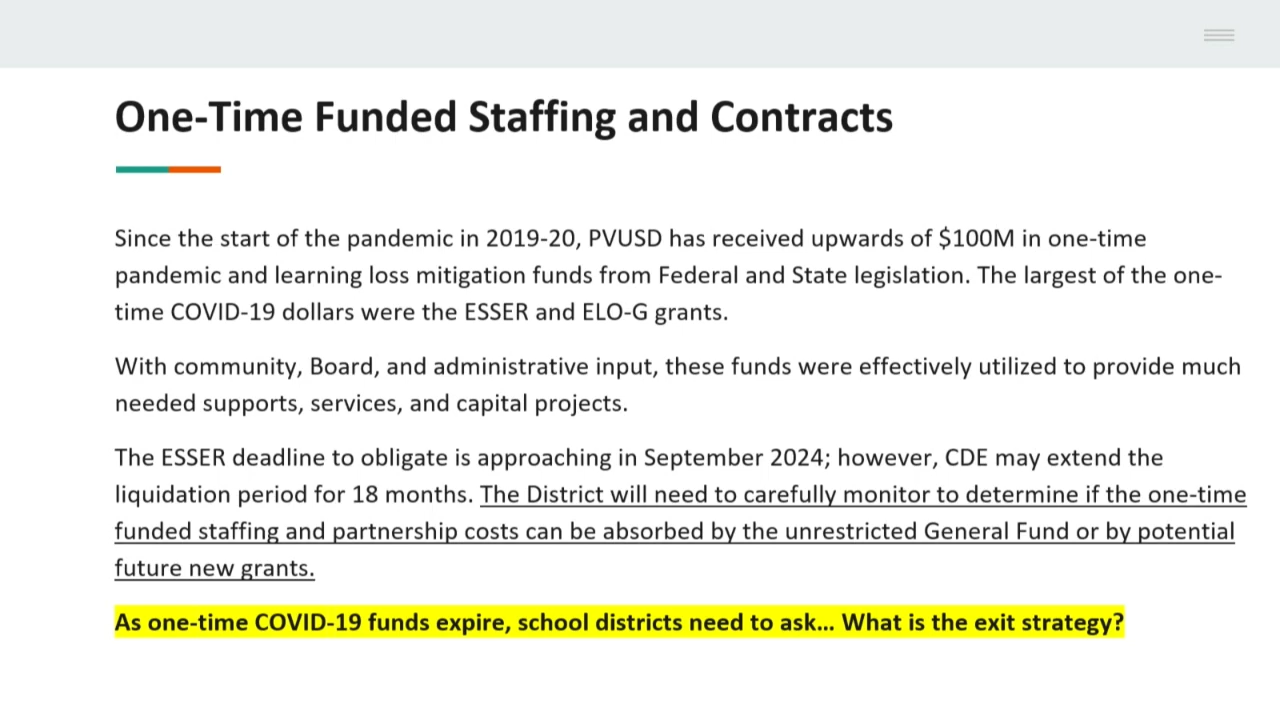 One-Time Funded Staffing and Contracts
Since the start of the pandemic in 2019-20, PVUSD has received upwards of $100M in one-time
pandemic and learning loss mitigation funds from Federal and State legislation. The largest of the one-
time COVID-19 dollars were the ESSER and ELO-G grants.
With community, Board, and administrative input, these funds were effectively utilized to provide much
needed supports, services, and capital projects.
The ESSER deadline to obligate is approaching in September 2024; however, CDE may extend the
liquidation period for 18 months. The District will need to carefully monitor to determine if the one-time
funded staffing and partnership costs can be absorbed by the unrestricted General Fund or by potential
future new grants.
As one-time COVID-19 funds expire, school districts need to ask… What is the exit strategy?